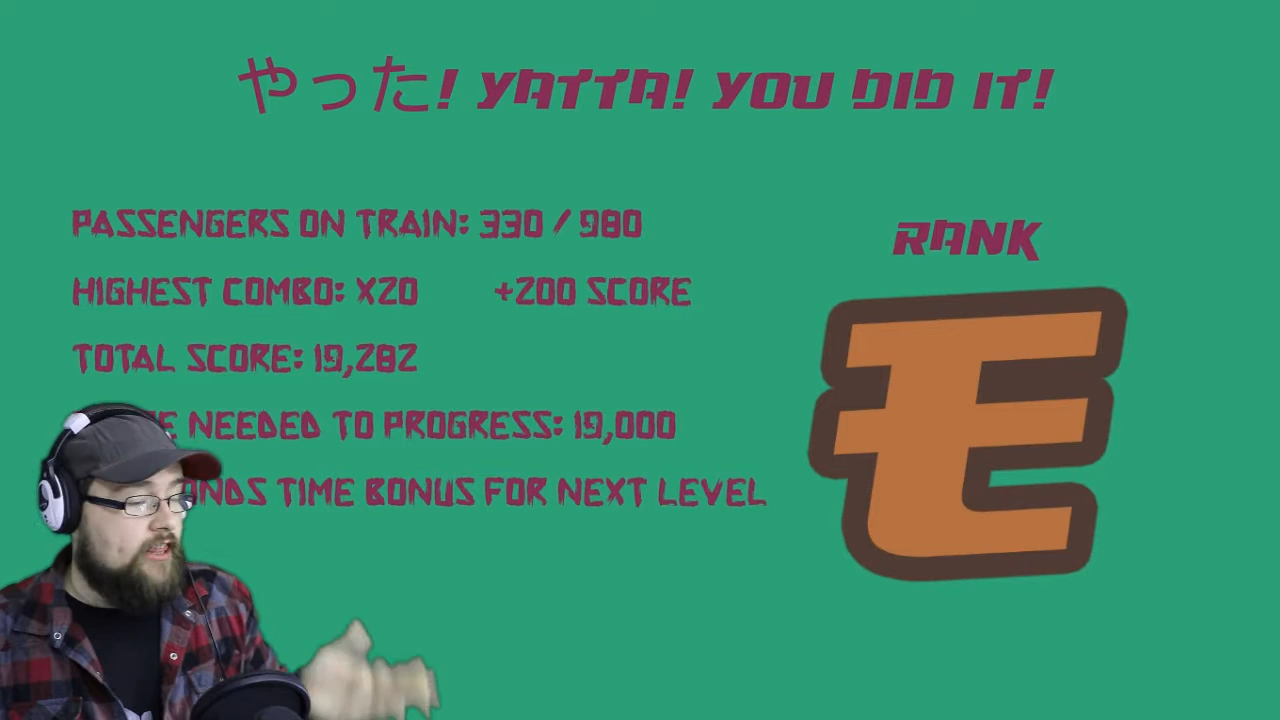 やった! YATTA! YOU DID IT!
PASSENGERS ON TRAIN: 330 / 980
RANK
HIGHEST COMBO: X20 +200 SCORE
モ
TOTAL SCORE: 19,282
NEEDED TO PROGRESS: 19,000
TIME BONUS FOR NEXT LEVEL